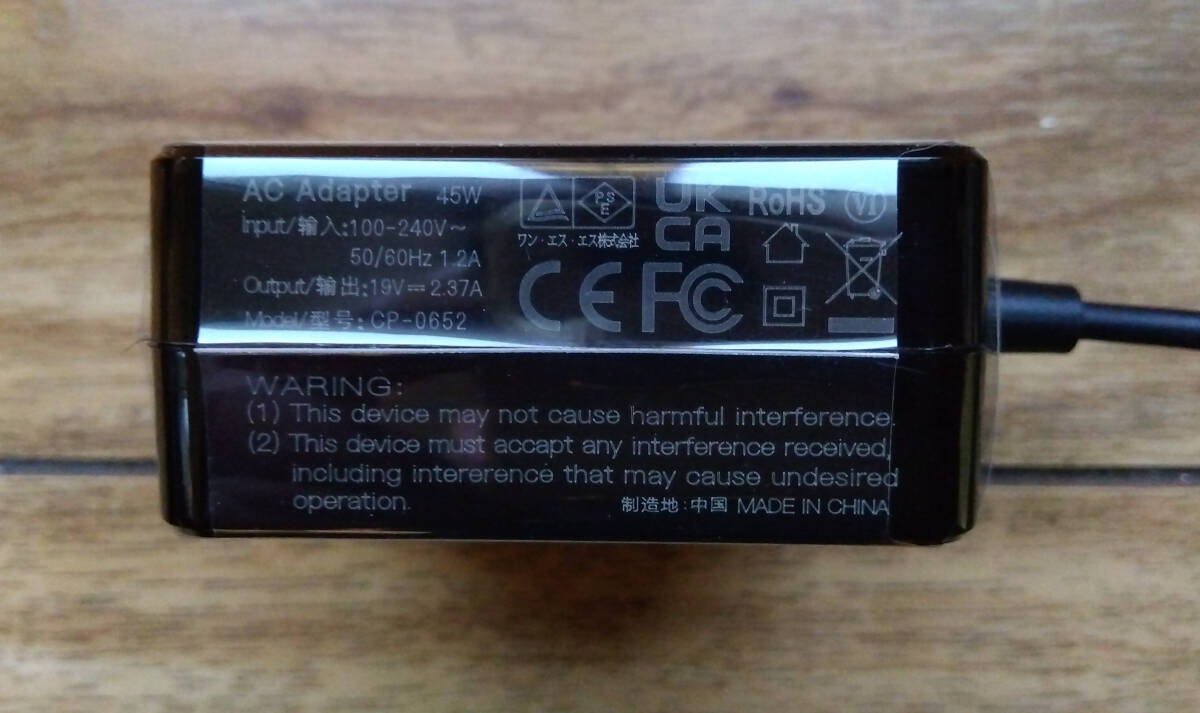 AC Adapter 45W
Input/输入:100-240V~
50/60Hz 1.2A
Output/输出:19V⎓2.37A
Model/型号:CP-0652
PSE
ワン・エス・エス株式会社
UK
CA
RoHS
VI
CE FC
WARING:
(1) This device may not cause harmful interference.
(2) This device must accapt any interference received,
including intererence that may cause undesired
operation.
制造地:中国 MADE IN CHINA